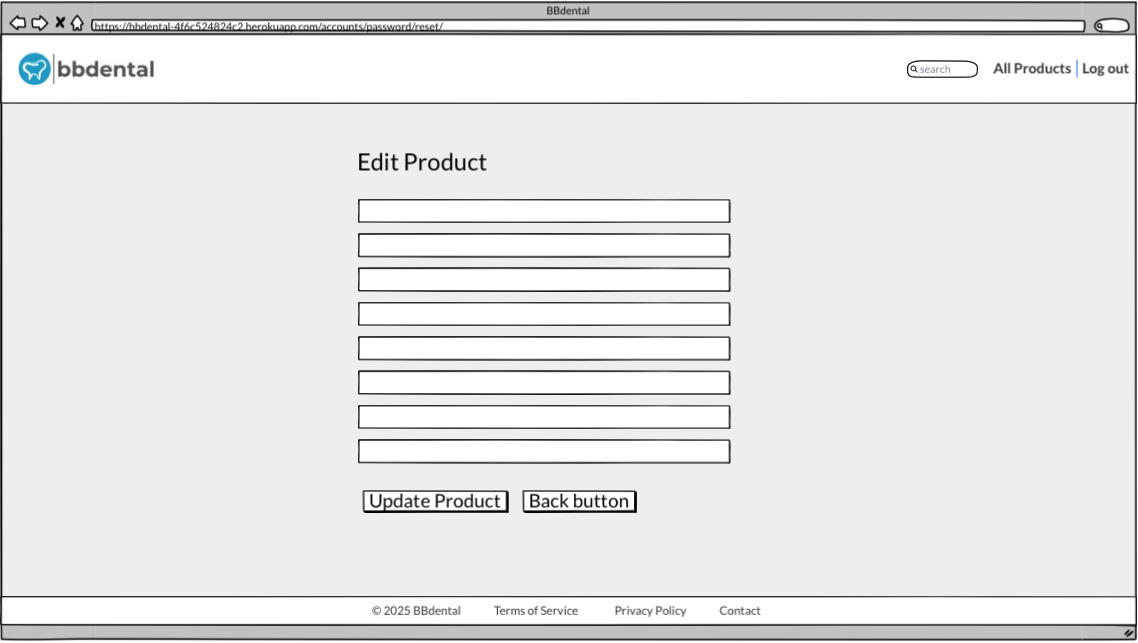 BBdental
https://bbdental-4f6c524824c2.herokuapp.com/accounts/password/reset/
bbdental
search
All Products Log out
Edit Product
Update Product Back button
© 2025 BBdental Terms of Service Privacy Policy Contact